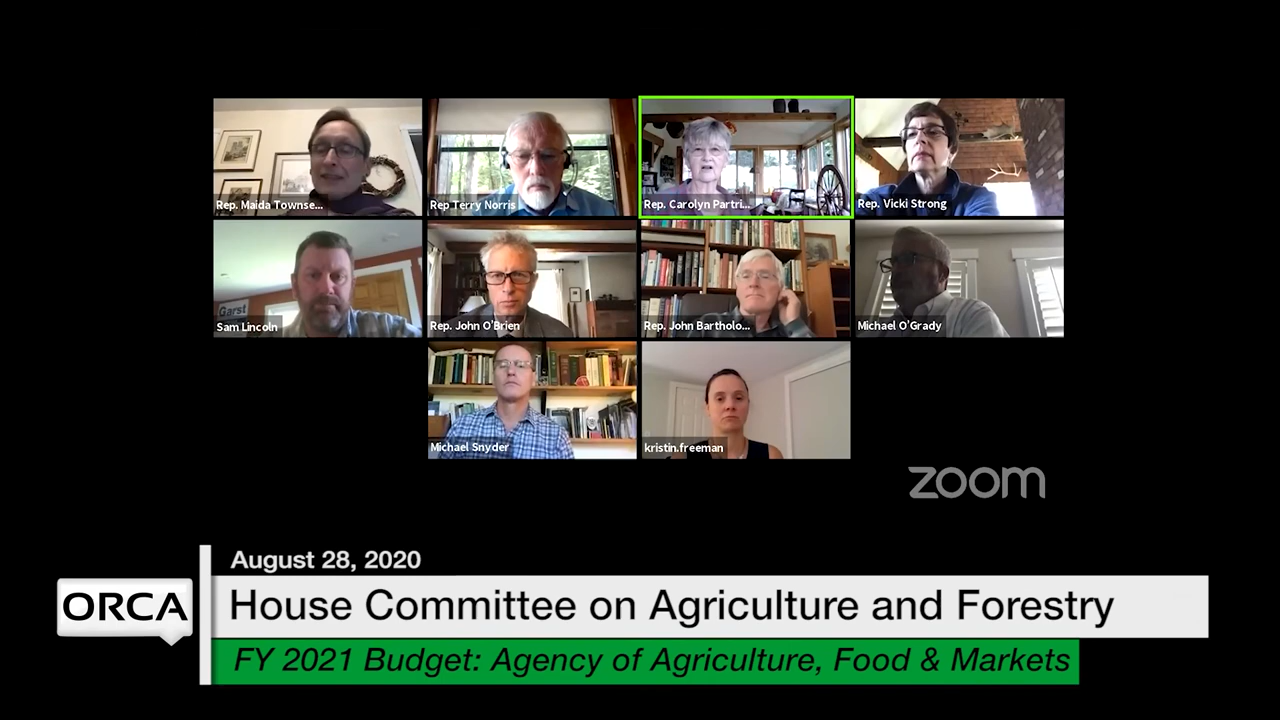 Rep. Maida Townse...
Rep Terry Norris
Rep. Carolyn Partri...
Rep. Vicki Strong
Garst
Sam Lincoln
Rep. John O'Brien
Rep. John Bartholo...
Michael O'Grady
Michael Snyder
kristin.freeman
zoom
August 28, 2020
ORCA
House Committee on Agriculture and Forestry
FY 2021 Budget: Agency of Agriculture, Food & Markets